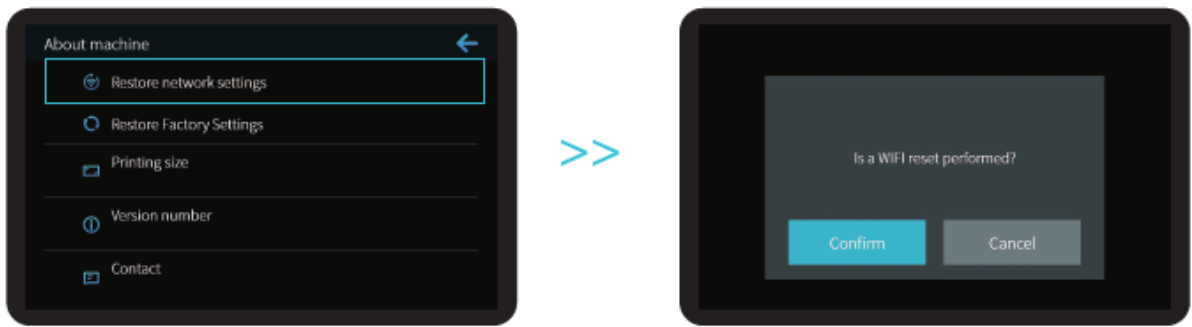 About machine
Restore network settings
Restore Factory Settings
Printing size
Version number
Contact
>>
Is a WIFI reset performed?
Confirm
Cancel